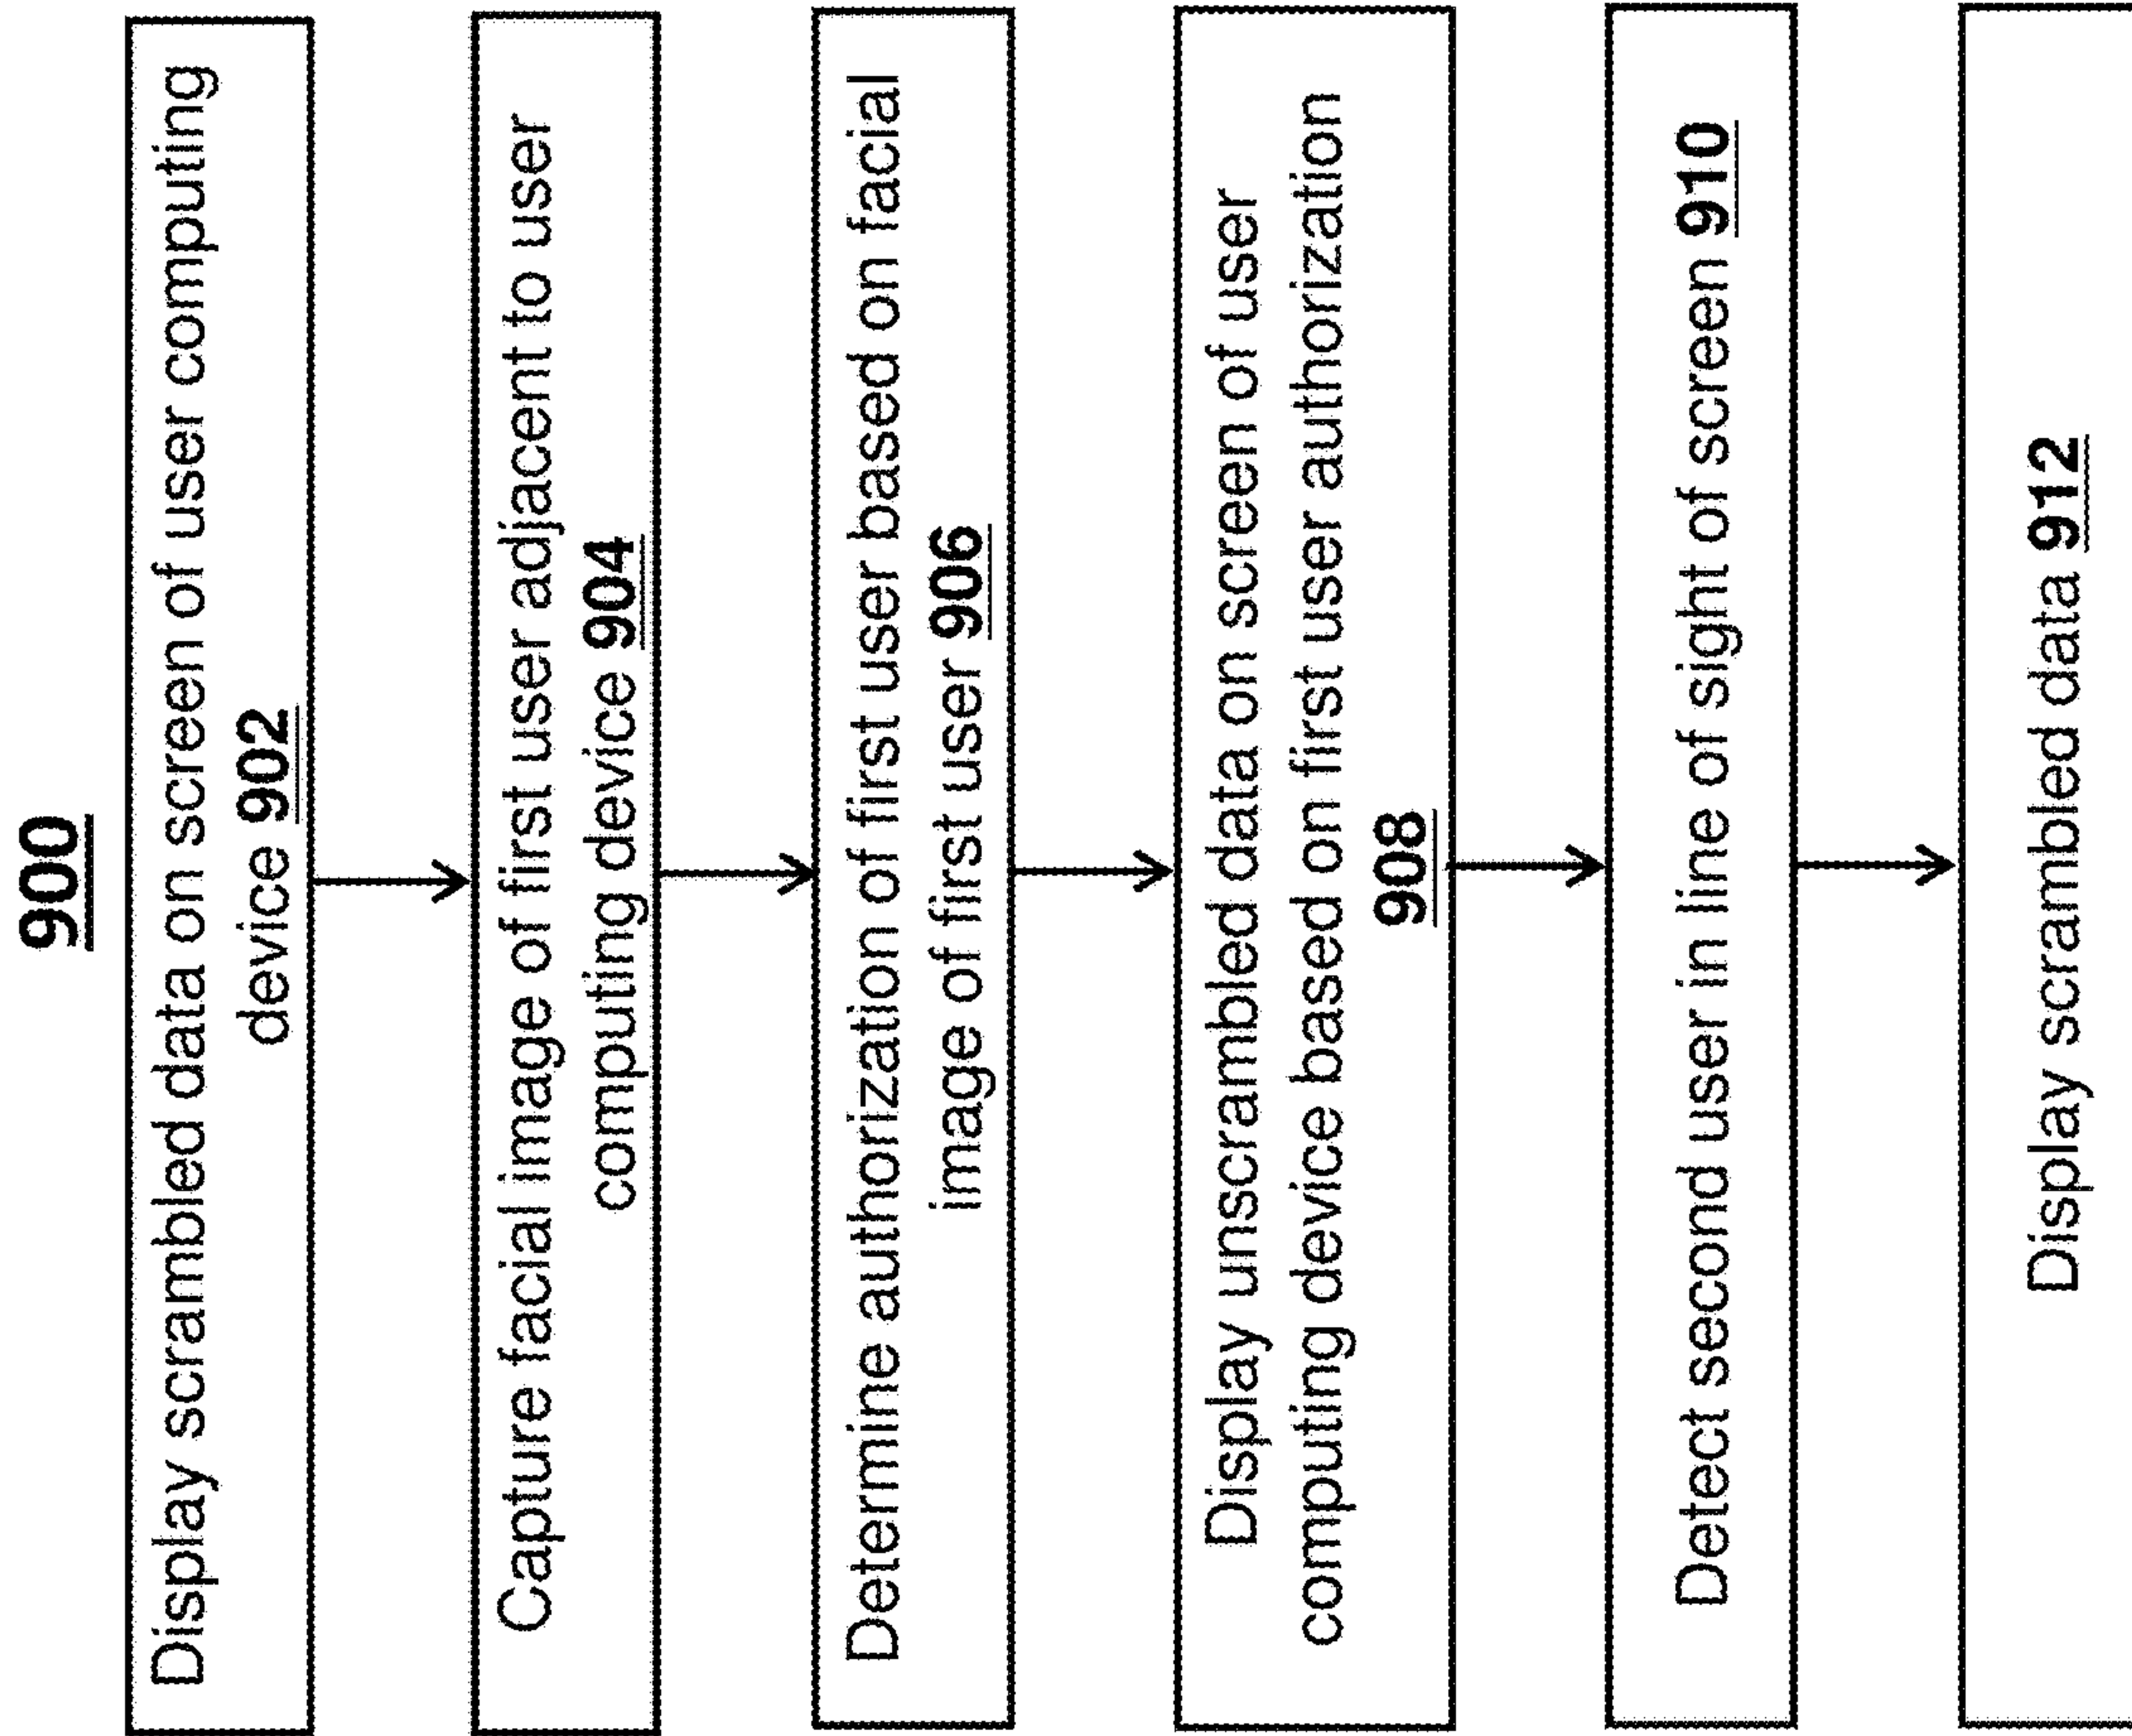 900
Display scrambled data on screen of user computing
device 902
Capture facial image of first user adjacent to user
computing device 904
Determine authorization of first user based on facial
image of first user 906
Display unscrambled data on screen of user
computing device based on first user authorization
908
Detect second user in line of sight of screen 910
Display scrambled data 912